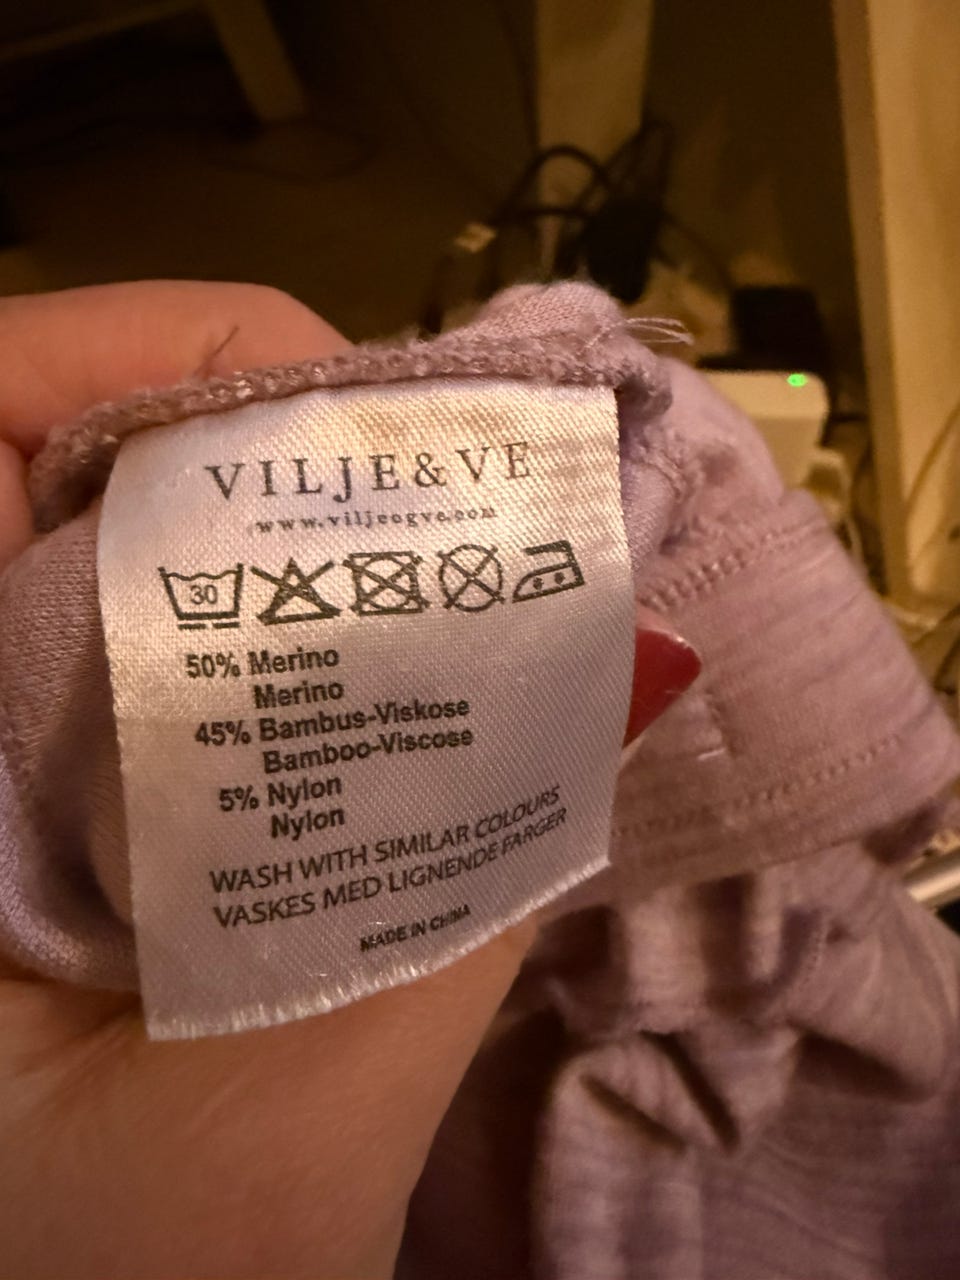 VILJE&VE
www.viljeogve.com
30
50% Merino
Merino
45% Bambus-Viskose
Bamboo-Viscose
5% Nylon
Nylon
WASH WITH SIMILAR COLOURS
VASKES MED LIGNENDE FARGER
MADE IN CHINA